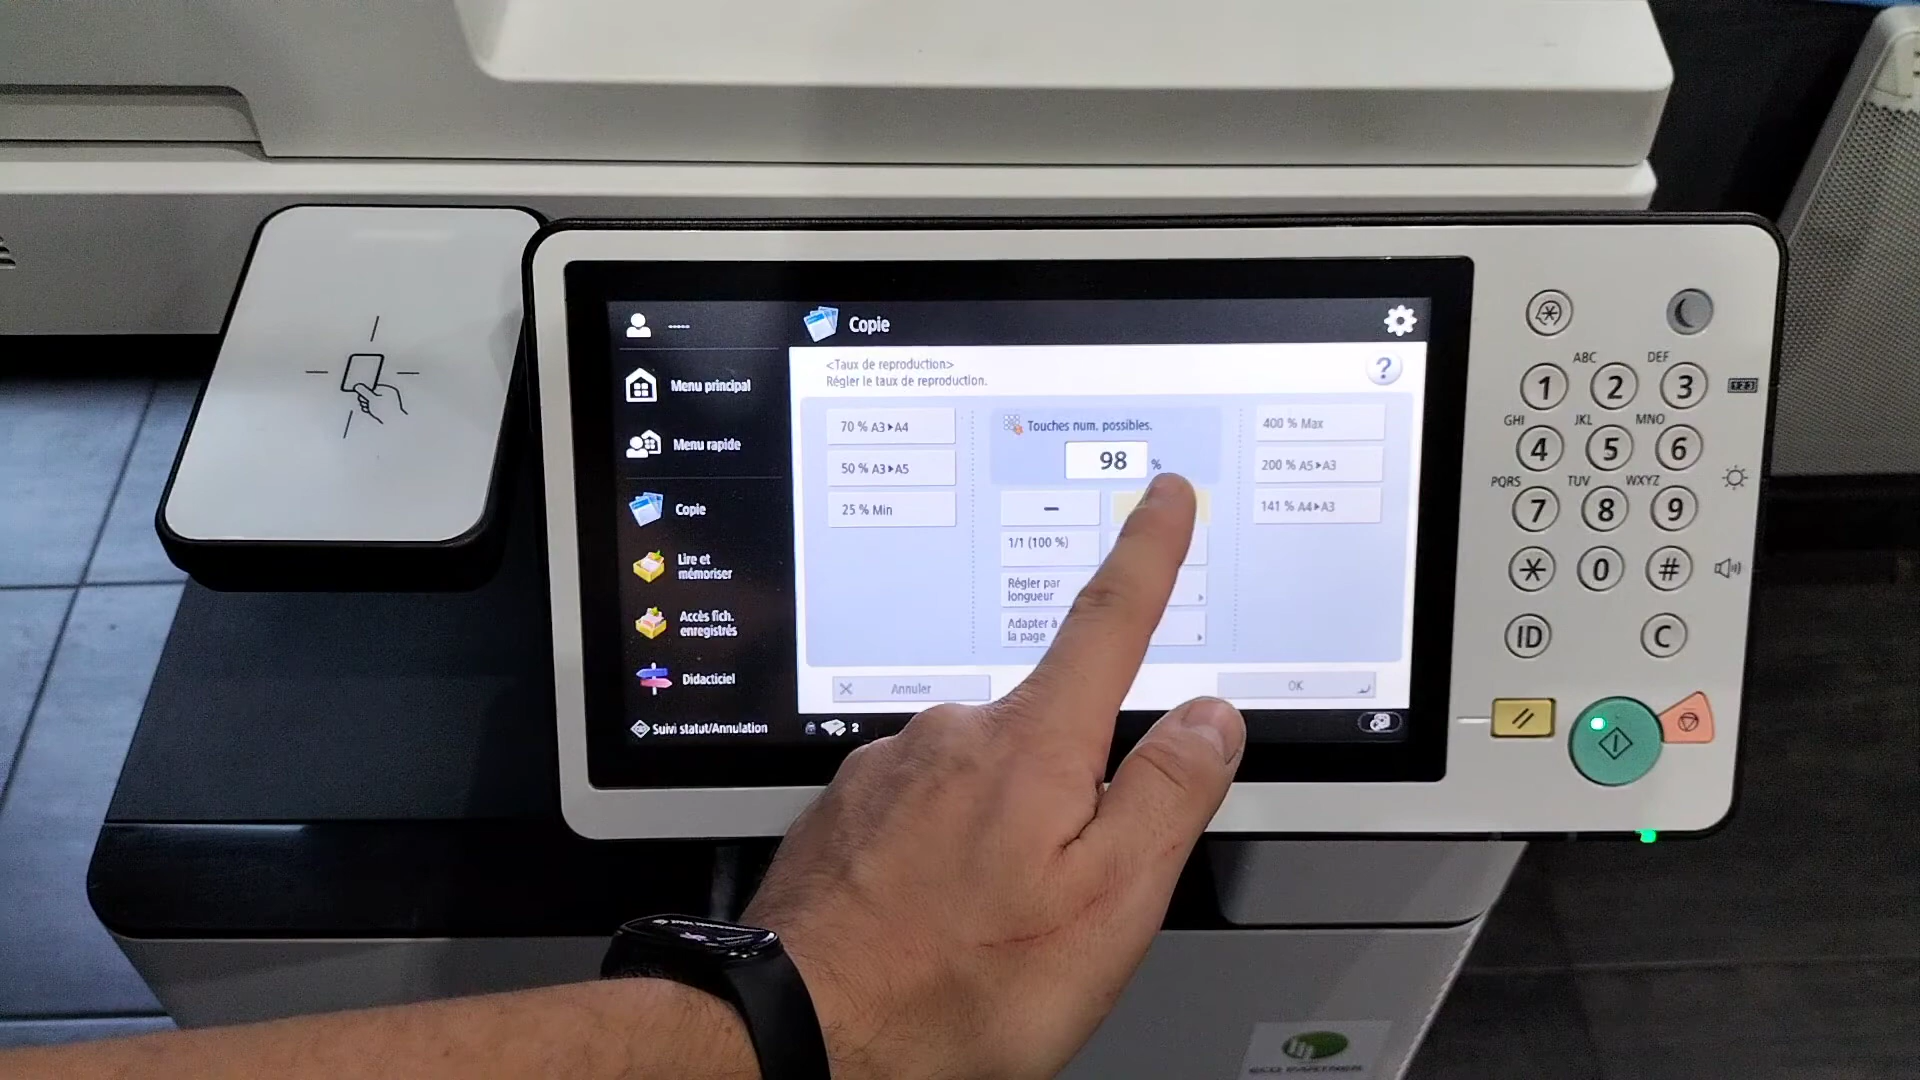 -----
Copie
Menu principal
Menu rapide
Copie
Lire et
mémoriser
Accès fich.
enregistrés
Didacticiel
Suivi statut/Annulation
<Taux de reproduction>
Régler le taux de reproduction.
?
70 % A3▸A4
50 % A3▸A5
25 % Min
Touches num. possibles.
98 %
−
1/1 (100 %)
Régler par
longueur
Adapter à
la page
400 % Max
200 % A5▸A3
141 % A4▸A3
Annuler
OK
2
ABC
DEF
1
2
3
GHI
JKL
MNO
4
5
6
PQRS
TUV
WXYZ
7
8
9
0
#
ID
C